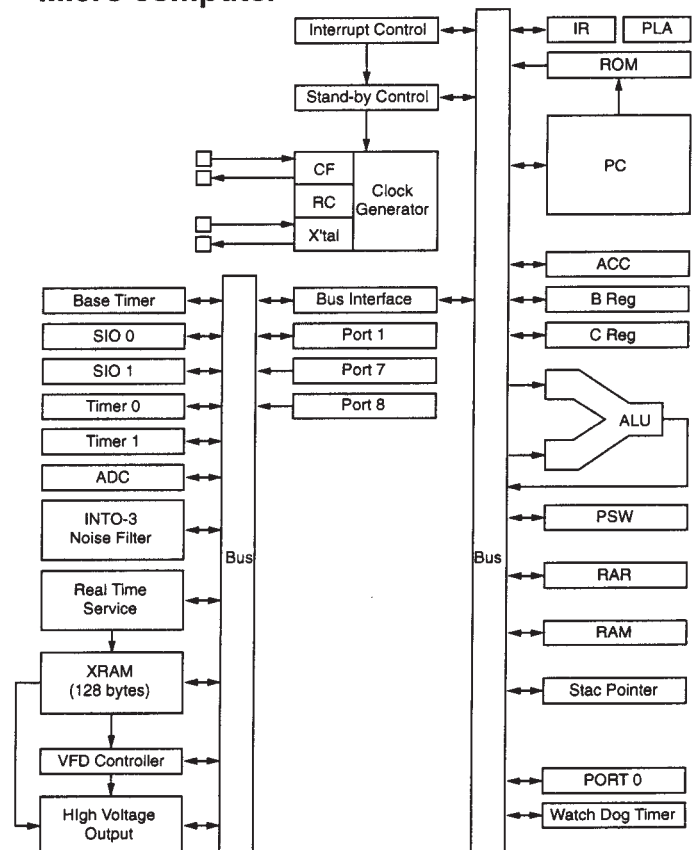 Micro computer
Interrupt Control
IR
PLA
ROM
Stand-by Control
PC
CF
RC
X'tal
Clock
Generator
ACC
Base Timer
Bus Interface
B Reg
SIO 0
Port 1
C Reg
SIO 1
Port 7
Timer 0
Port 8
ALU
Timer 1
ADC
INTO-3
Noise Filter
PSW
Bus
Bus
RAR
Real Time
Service
RAM
XRAM
(128 bytes)
Stac Pointer
VFD Controller
PORT 0
HIgh Voltage
Output
Watch Dog Timer